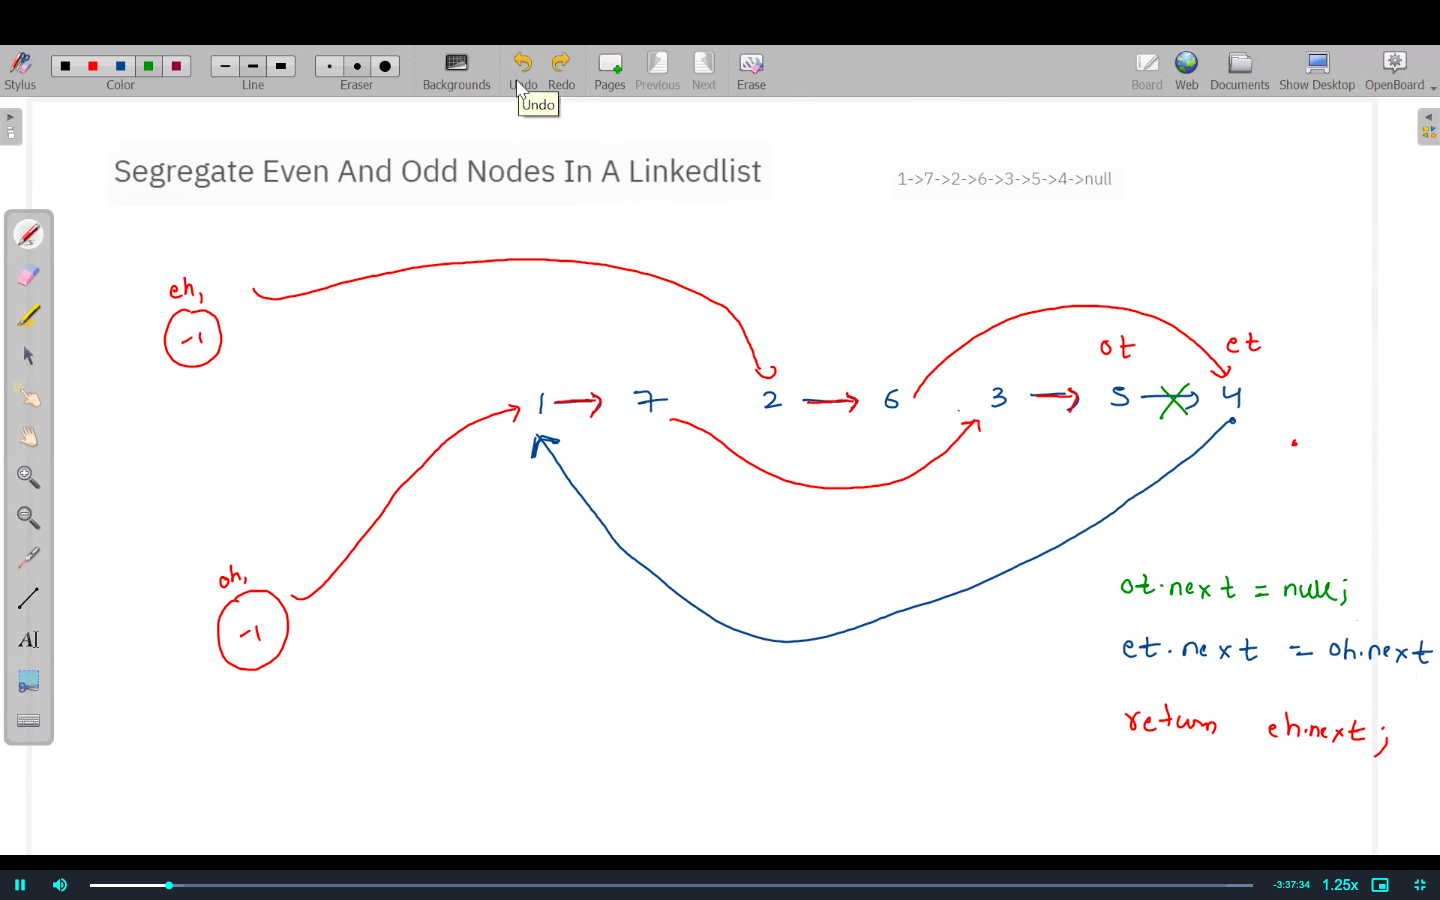 Stylus Color Line Eraser Backgrounds Undo Redo Pages Previous Next Erase Board Web Documents Show Desktop OpenBoard
Undo
Segregate Even And Odd Nodes In A Linkedlist
1->7->2->6->3->5->4->null
eh,
-1
ot et
1 7 2 6 3 5 4
oh,
-1
ot.next = null;
et.next = oh.next
return eh.next;
AI
-3:37:34 1.25x